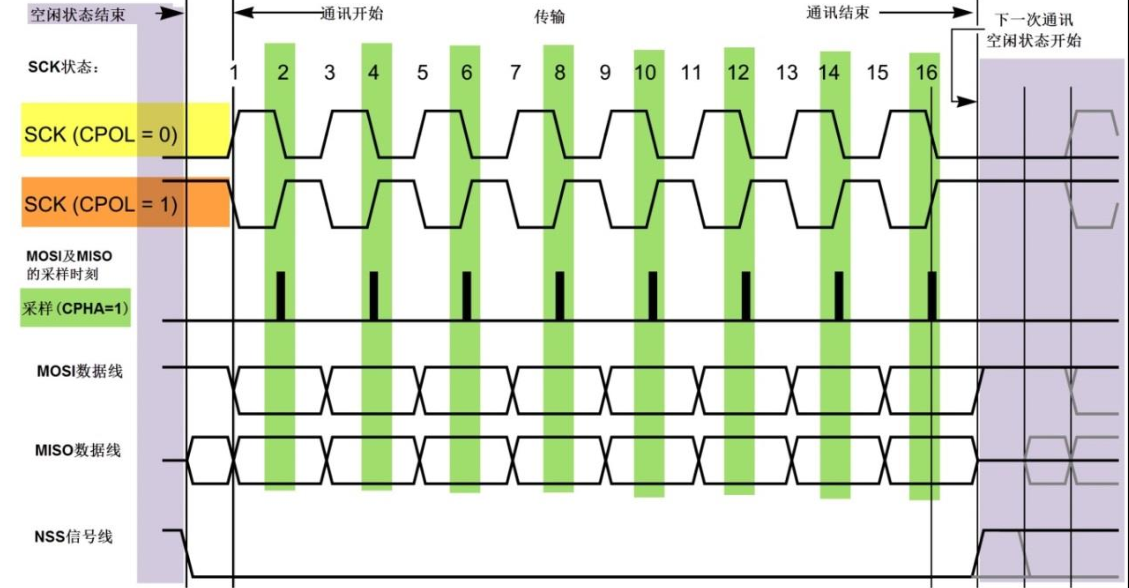 空闲状态结束
通讯开始
传输
通讯结束
下一次通讯
空闲状态开始
SCK状态：
1 2 3 4 5 6 7 8 9 10 11 12 13 14 15 16
SCK (CPOL = 0)
SCK (CPOL = 1)
MOSI及MISO
的采样时刻
采样（CPHA=1）
MOSI数据线
MISO数据线
NSS信号线